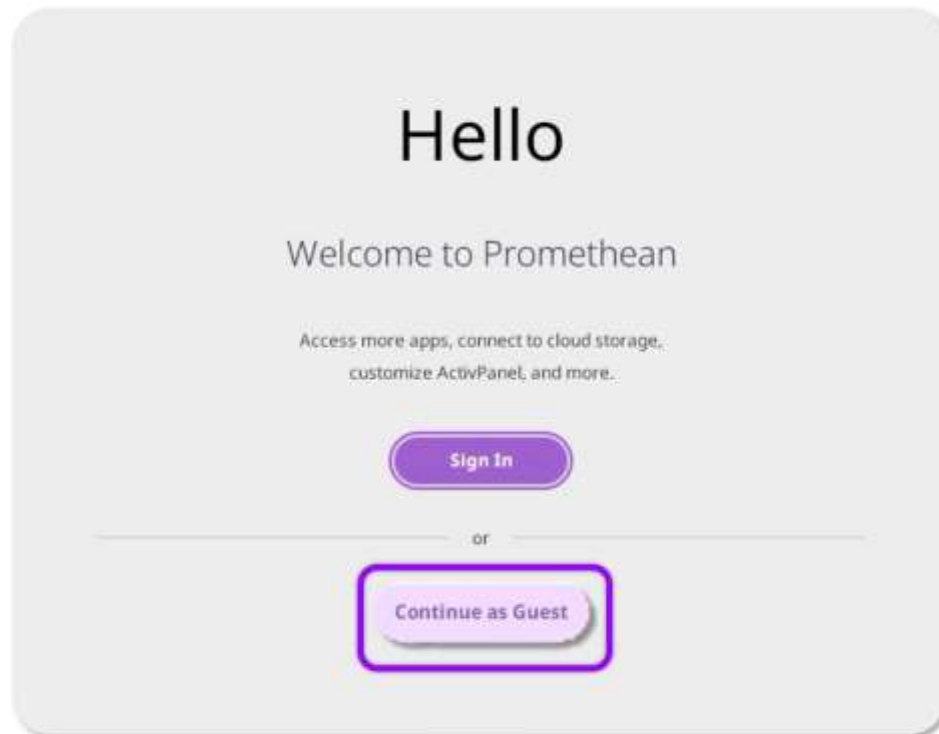 Hello
Welcome to Promethean
Access more apps, connect to cloud storage,
customize ActivPanel, and more.
Sign In
or
Continue as Guest